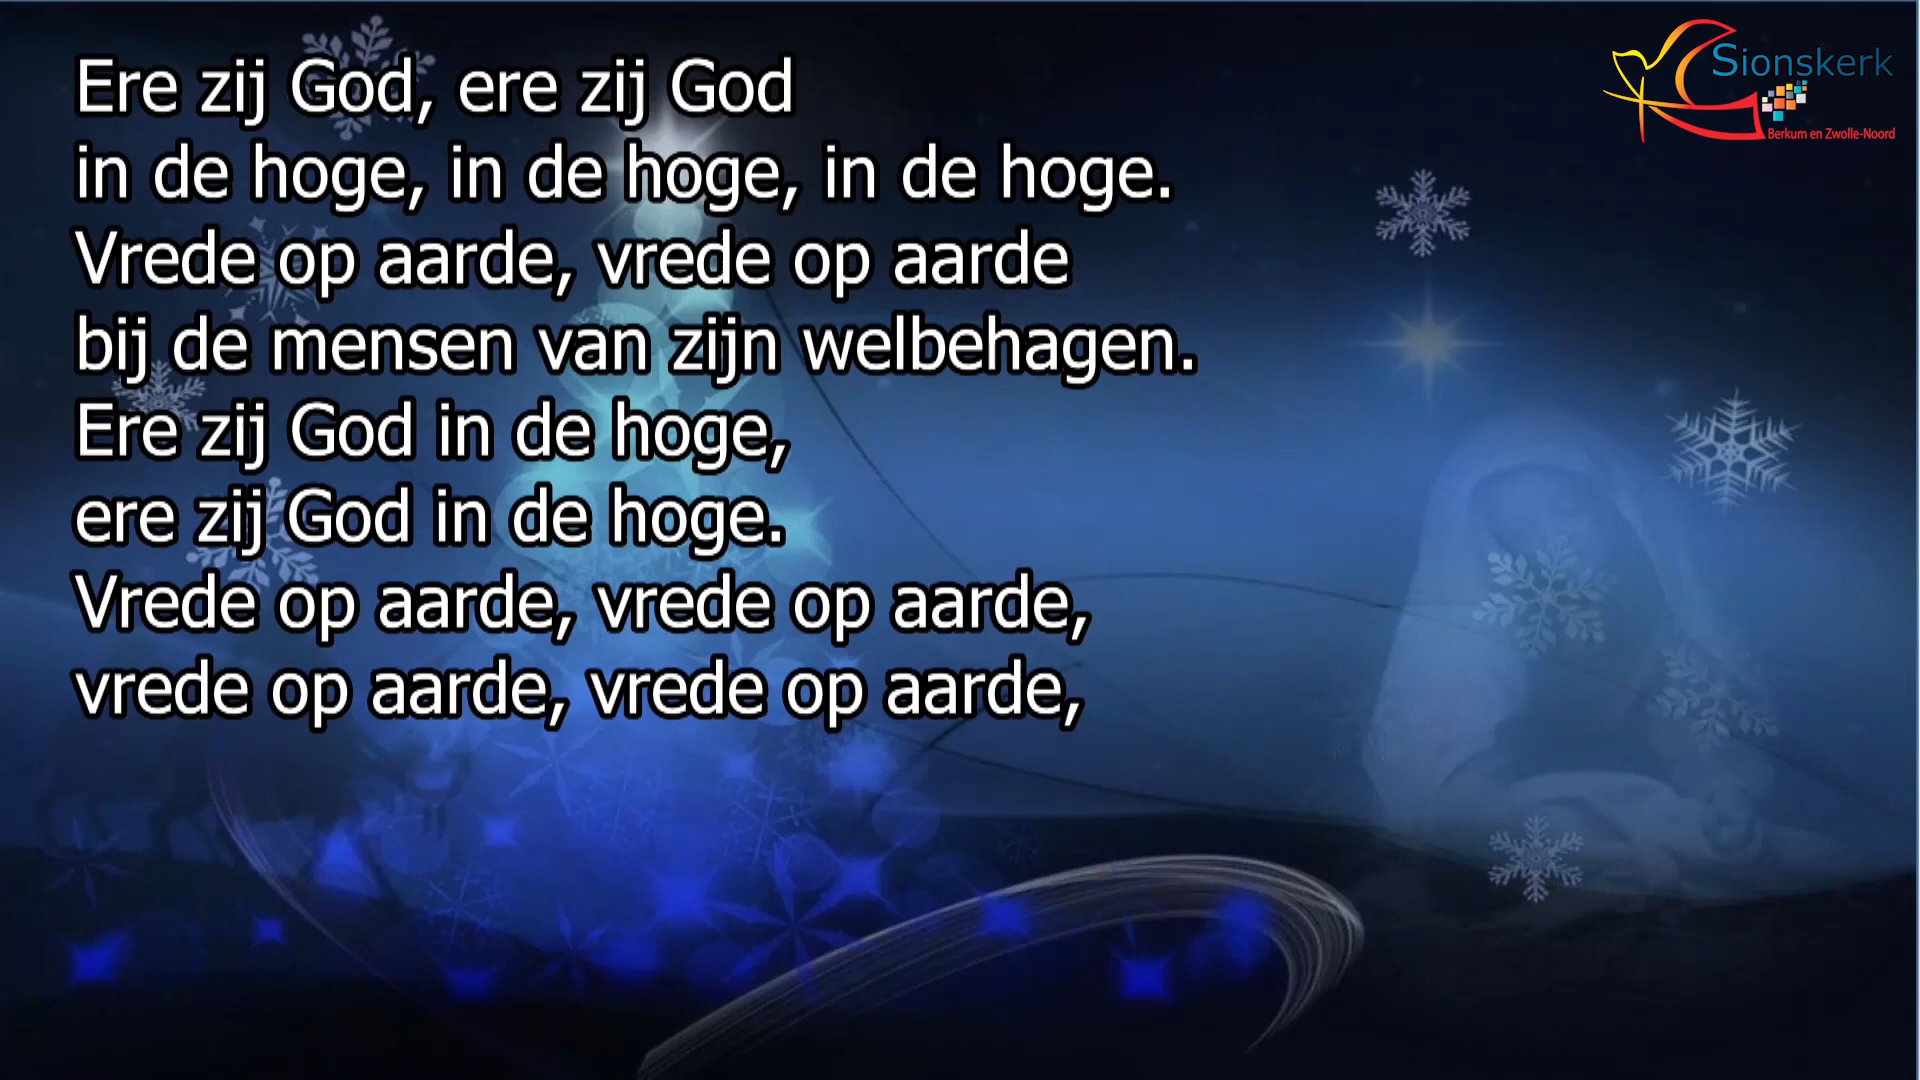 Ere zij God, ere zij God
in de hoge, in de hoge, in de hoge.
Vrede op aarde, vrede op aarde
bij de mensen van zijn welbehagen.
Ere zij God in de hoge,
ere zij God in de hoge.
Vrede op aarde, vrede op aarde,
vrede op aarde, vrede op aarde,
Sionskerk
Berkum en Zwolle-Noord